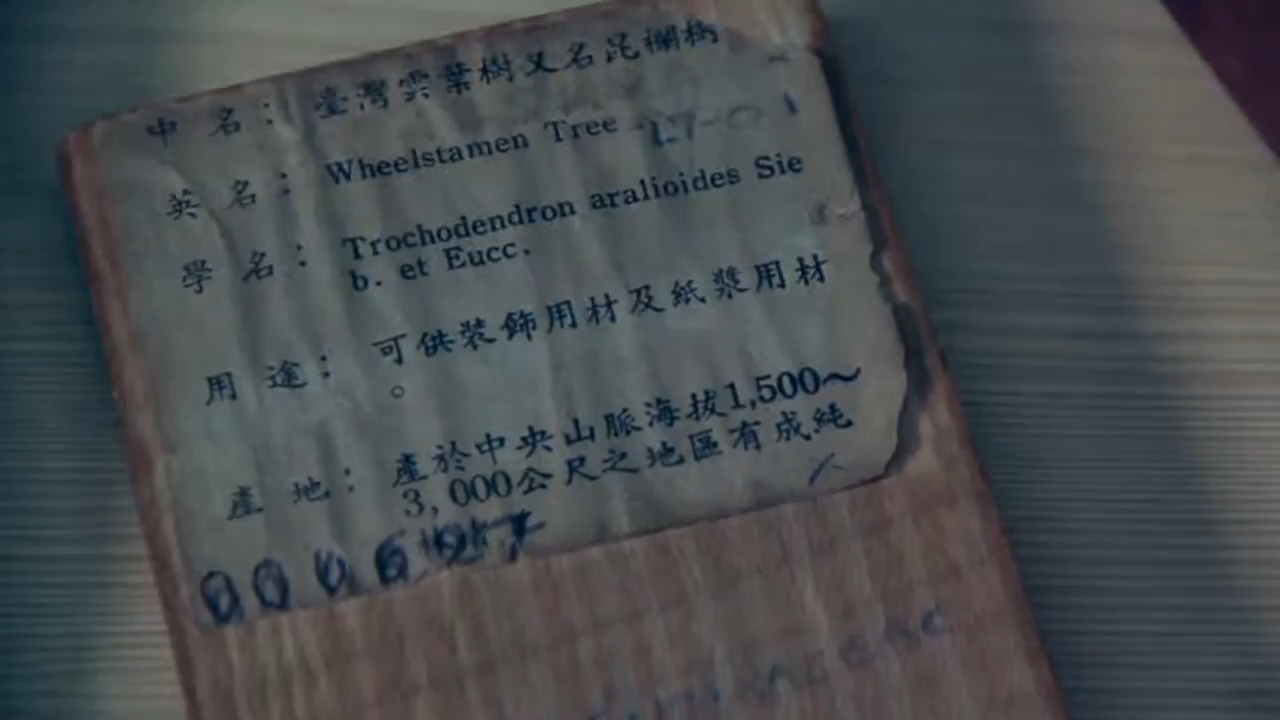 中 名： 臺灣雲葉樹又名昆欄樹
英 名： Wheelstamen Tree
學 名： Trochodendron aralioides Sie
b. et Eucc.
用 途： 可供裝飾用材及紙漿用材
。
產 地： 產於中央山脈海拔1,500～
3,000公尺之地區有成純